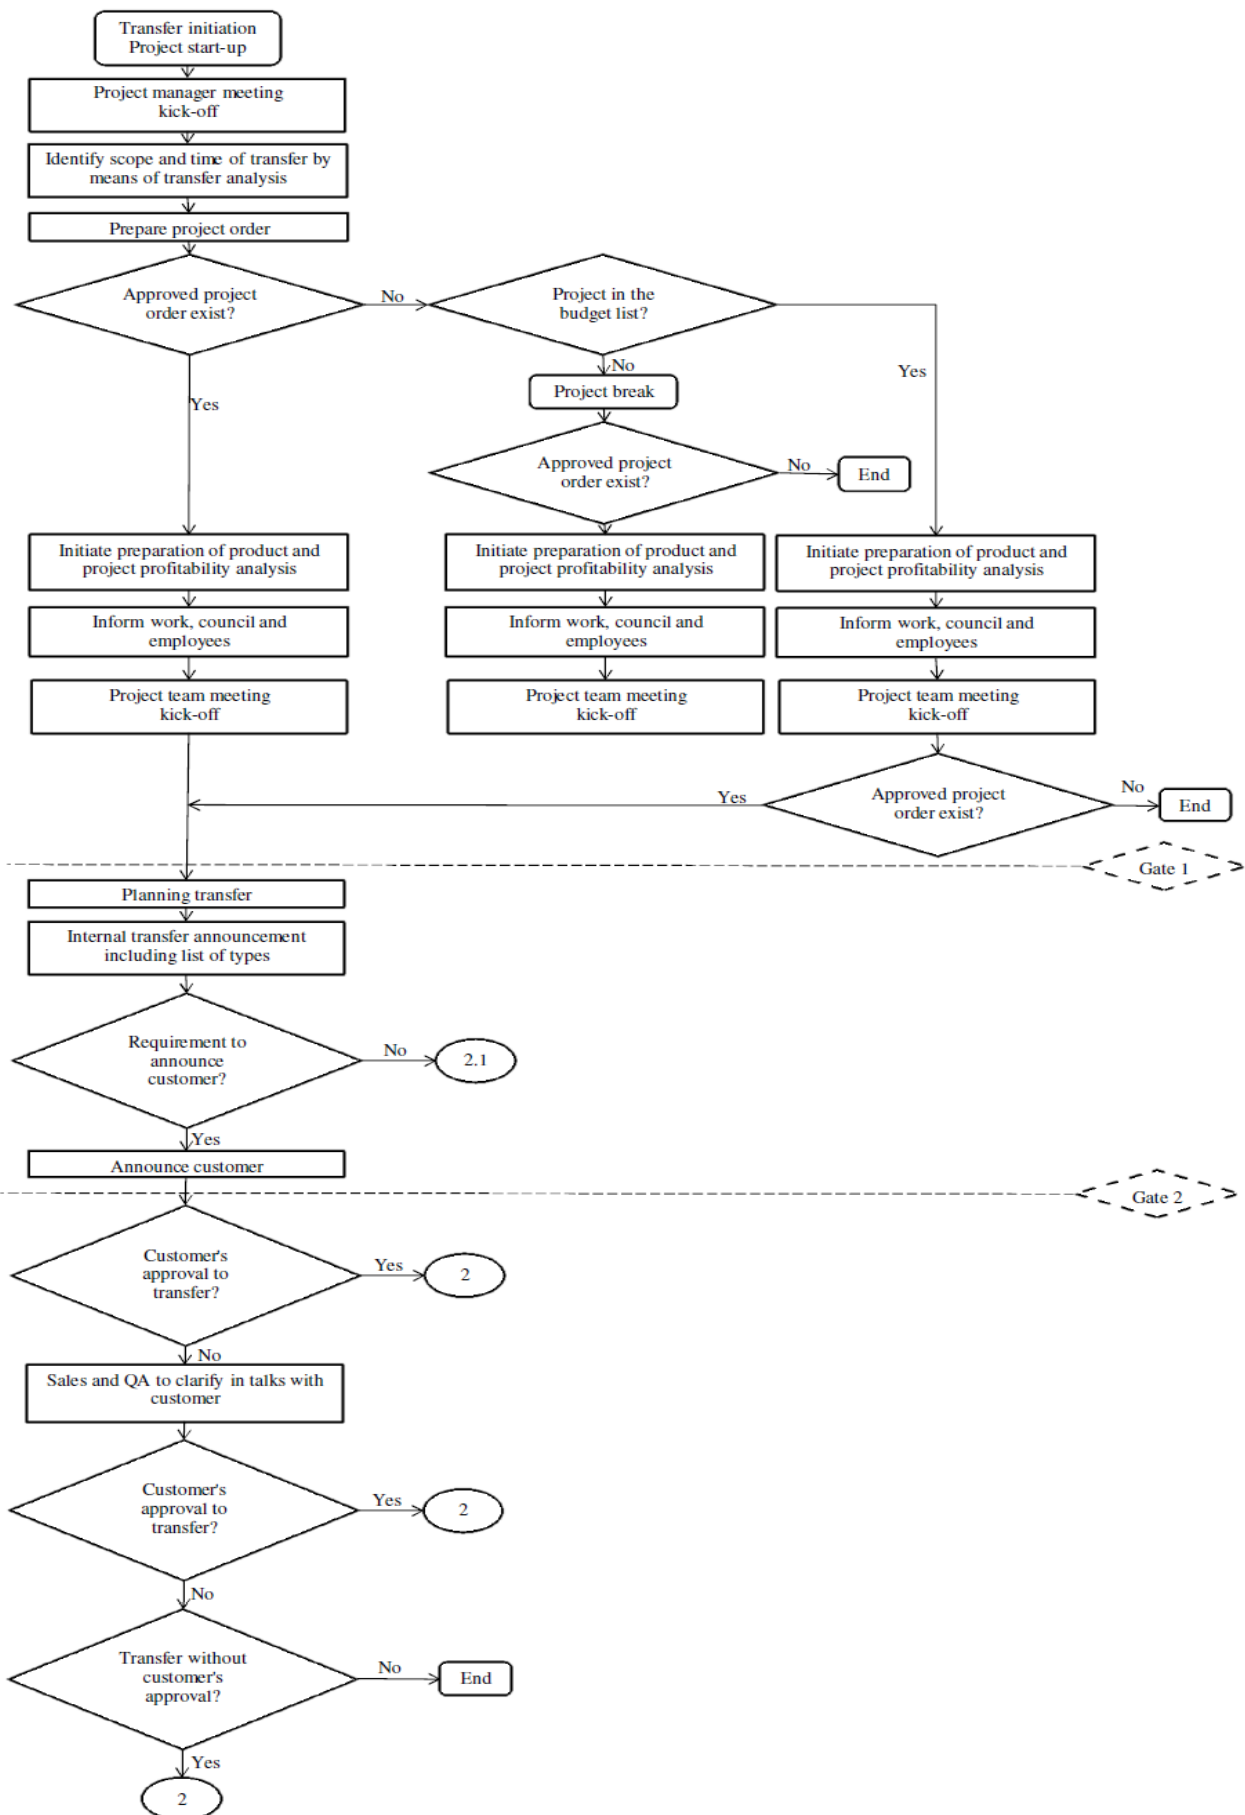 Transfer initiation
Project start-up
Project manager meeting
kick-off
Identify scope and time of transfer by
means of transfer analysis
Prepare project order
Approved project
order exist?
No
Project in the
budget list?
Yes
No
Project break
Yes
Approved project
order exist?
No
End
Initiate preparation of product and
project profitability analysis
Initiate preparation of product and
project profitability analysis
Initiate preparation of product and
project profitability analysis
Inform work, council and
employees
Inform work, council and
employees
Inform work, council and
employees
Project team meeting
kick-off
Project team meeting
kick-off
Project team meeting
kick-off
Yes
Approved project
order exist?
No
End
Gate 1
Planning transfer
Internal transfer announcement
including list of types
Requirement to
announce
customer?
No
2.1
Yes
Announce customer
Gate 2
Customer's
approval to
transfer?
Yes
2
No
Sales and QA to clarify in talks with
customer
Customer's
approval to
transfer?
Yes
2
No
Transfer without
customer's
approval?
No
End
Yes
2